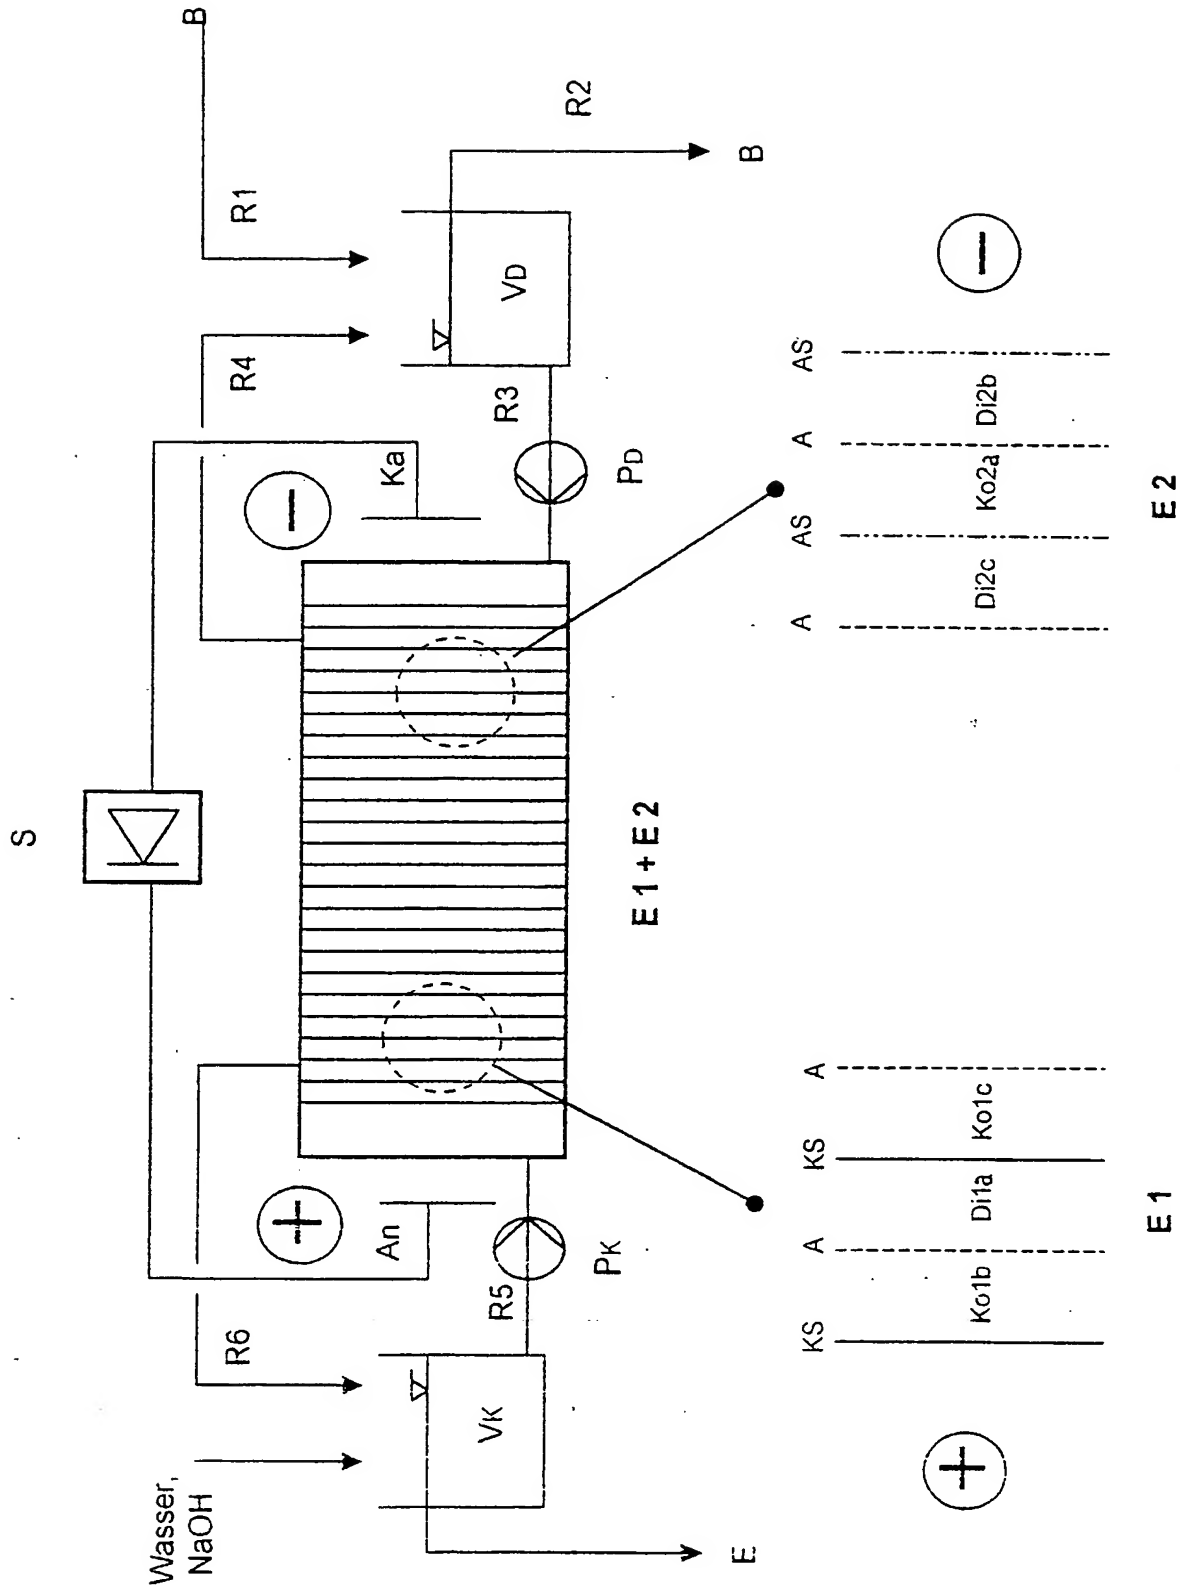 S
Wasser,
NaOH
R6
R4
R1
B
An
Ka
VK
R5
PK
PD
R3
VD
R2
E
B
E 1 + E 2
KS
A
KS
A
A
AS
A
AS
Ko1b
Di1a
Ko1c
Di2c
Ko2a
Di2b
E 1
E 2